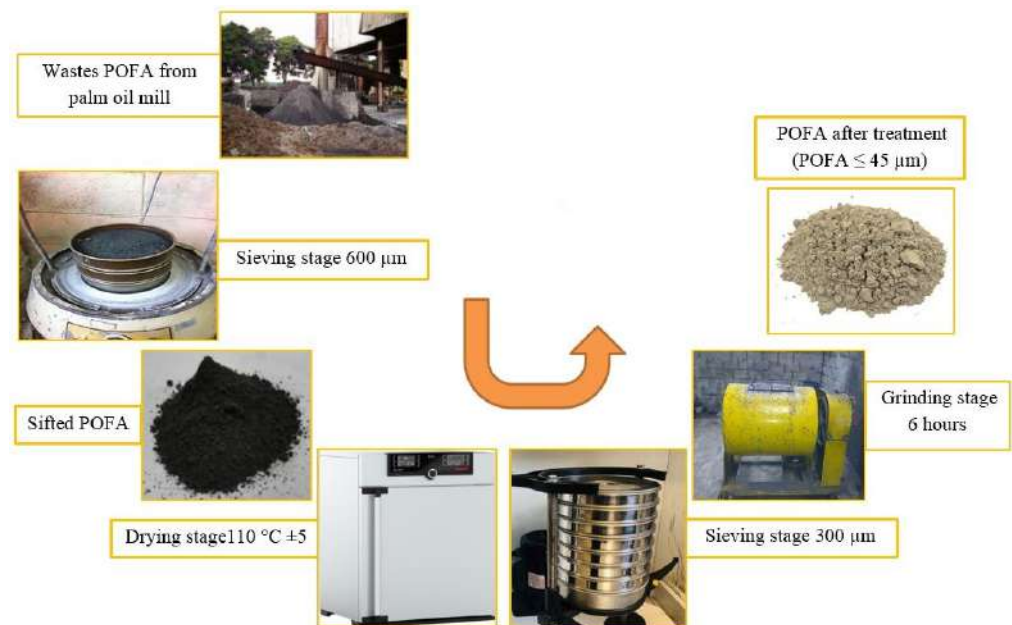 Wastes POFA from
palm oil mill
Sieving stage 600 µm
Sifted POFA
Drying stage110 °C ±5
Sieving stage 300 µm
Grinding stage
6 hours
POFA after treatment
(POFA ≤ 45 µm)